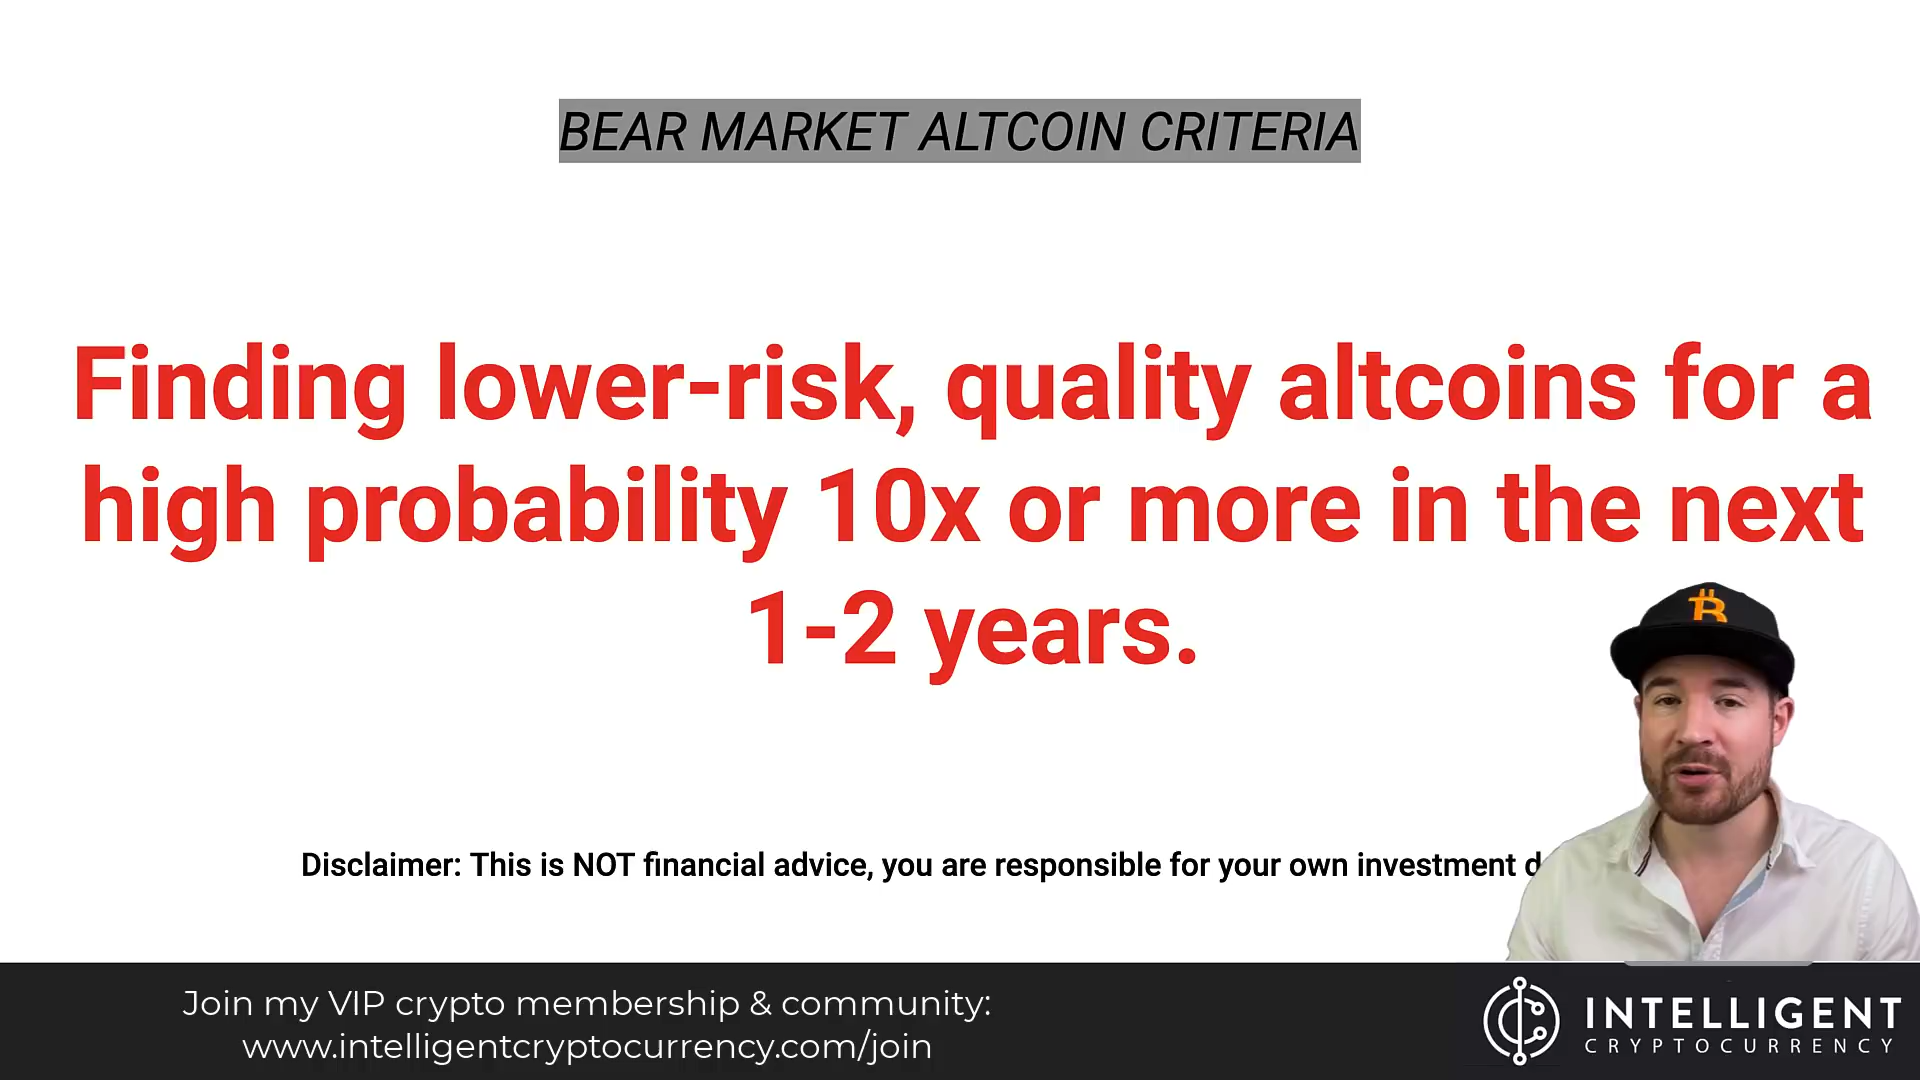 BEAR MARKET ALTCOIN CRITERIA
Finding lower-risk, quality altcoins for a
high probability 10x or more in the next
1-2 years.
Disclaimer: This is NOT financial advice, you are responsible for your own investment
Join my VIP crypto membership & community:
www.intelligentcryptocurrency.com/join
INTELLIGENT
CRYPTOCURRENCY